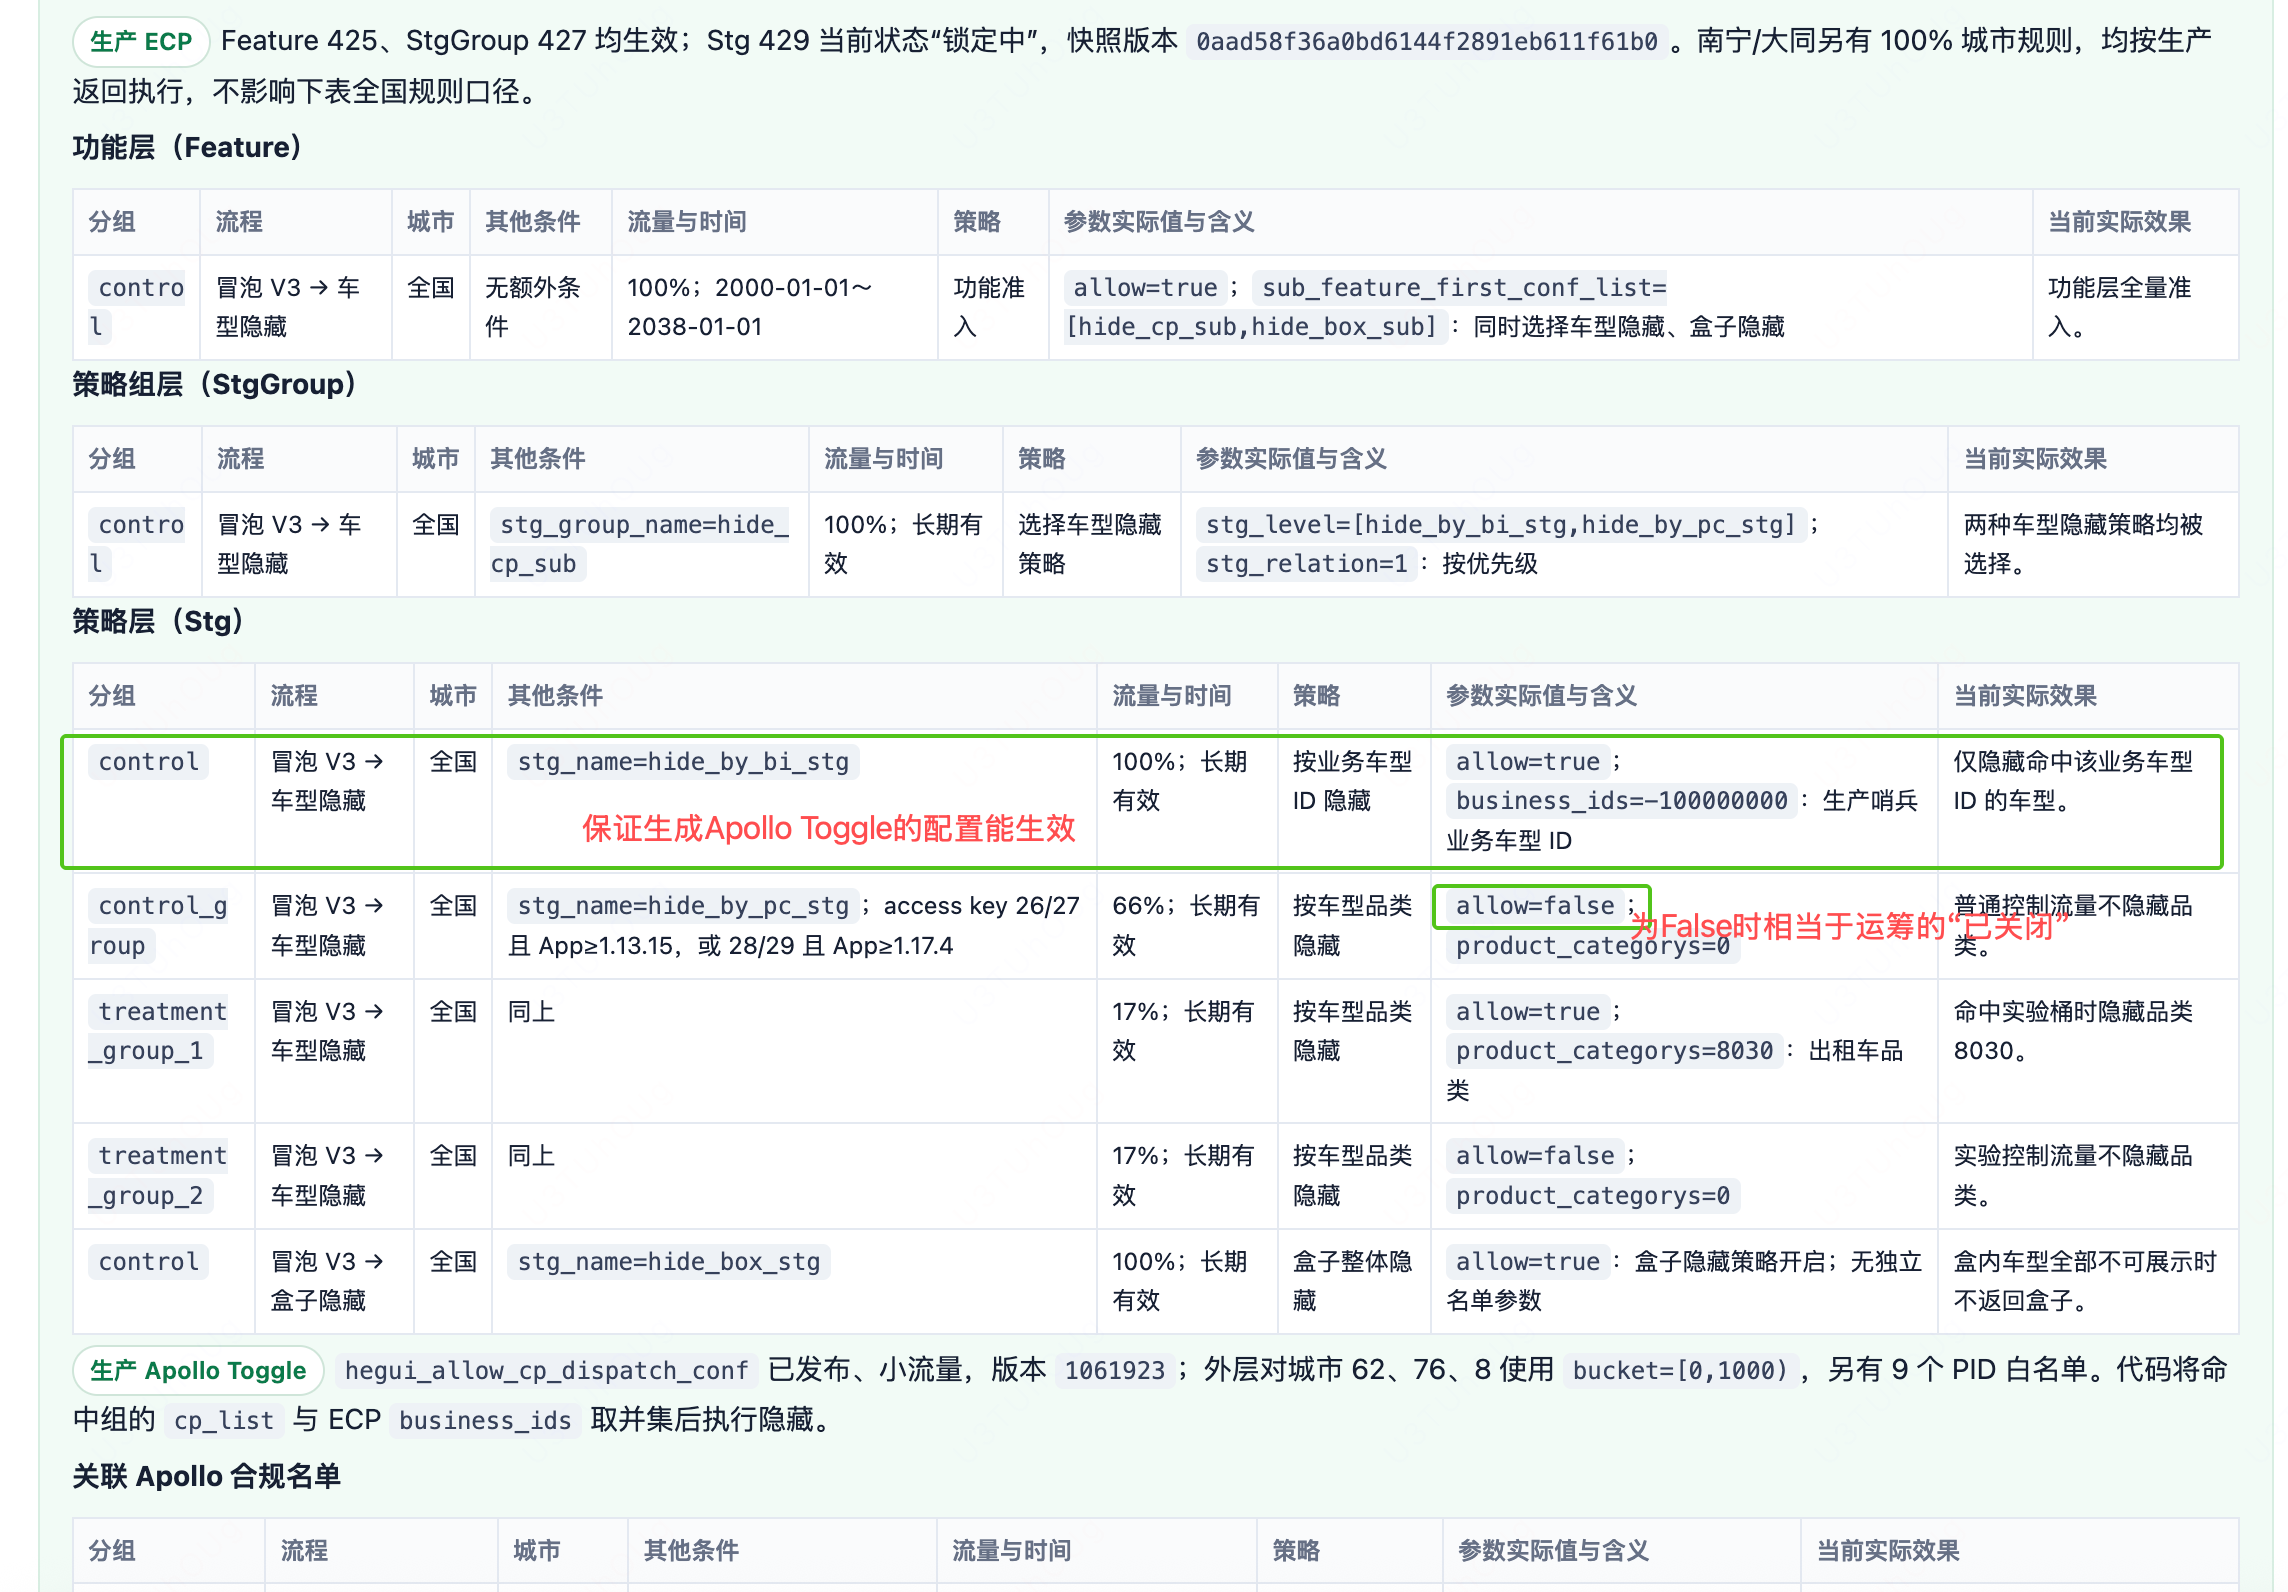 生产 ECP Feature 425、StgGroup 427 均生效；Stg 429 当前状态“锁定中”，快照版本 0aad58f36a0bd6144f2891eb611f61b0 。南宁/大同另有 100% 城市规则，均按生产
返回执行，不影响下表全国规则口径。
功能层（Feature）
分组 流程 城市 其他条件 流量与时间 策略 参数实际值与含义 当前实际效果
contro 冒泡 V3 → 车 全国 无额外条 100%；2000-01-01～ 功能准 allow=true ； sub_feature_first_conf_list= 功能层全量准
l 型隐藏 件 2038-01-01 入 [hide_cp_sub,hide_box_sub] ：同时选择车型隐藏、盒子隐藏 入。
策略组层（StgGroup）
分组 流程 城市 其他条件 流量与时间 策略 参数实际值与含义 当前实际效果
contro 冒泡 V3 → 车 全国 stg_group_name=hide_ 100%；长期有 选择车型隐藏 stg_level=[hide_by_bi_stg,hide_by_pc_stg] ； 两种车型隐藏策略均被
l 型隐藏 cp_sub 效 策略 stg_relation=1 ：按优先级 选择。
策略层（Stg）
分组 流程 城市 其他条件 流量与时间 策略 参数实际值与含义 当前实际效果
control 冒泡 V3 → 全国 stg_name=hide_by_bi_stg 100%；长期 按业务车型 allow=true ； 仅隐藏命中该业务车型
车型隐藏 有效 ID 隐藏 business_ids=-100000000 ：生产哨兵 ID 的车型。
保证生成Apollo Toggle的配置能生效 业务车型 ID
control_g 冒泡 V3 → 全国 stg_name=hide_by_pc_stg ；access key 26/27 66%；长期有 按车型品类 allow=false ； 普通控制流量不隐藏品
为False时相当于运筹的“已关闭”
roup 车型隐藏 且 App≥1.13.15，或 28/29 且 App≥1.17.4 效 隐藏 product_categorys=0 类。
treatment 冒泡 V3 → 全国 同上 17%；长期有 按车型品类 allow=true ； 命中实验桶时隐藏品类
_group_1 车型隐藏 效 隐藏 product_categorys=8030 ：出租车品 8030。
类
treatment 冒泡 V3 → 全国 同上 17%；长期有 按车型品类 allow=false ； 实验控制流量不隐藏品
_group_2 车型隐藏 效 隐藏 product_categorys=0 类。
control 冒泡 V3 → 全国 stg_name=hide_box_stg 100%；长期 盒子整体隐 allow=true ：盒子隐藏策略开启；无独立 盒内车型全部不可展示时
盒子隐藏 有效 藏 名单参数 不返回盒子。
生产 Apollo Toggle hegui_allow_cp_dispatch_conf 已发布、小流量，版本 1061923 ；外层对城市 62、76、8 使用 bucket=[0,1000) ，另有 9 个 PID 白名单。代码将命
中组的 cp_list 与 ECP business_ids 取并集后执行隐藏。
关联 Apollo 合规名单
分组 流程 城市 其他条件 流量与时间 策略 参数实际值与含义 当前实际效果